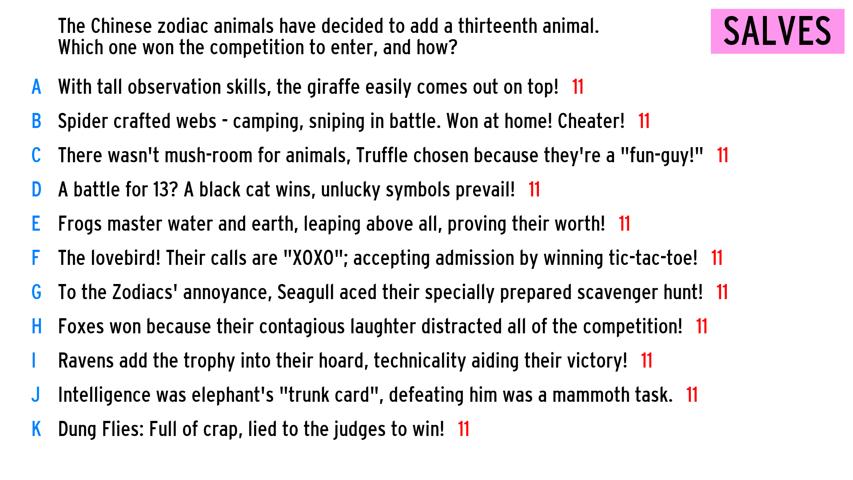 The Chinese zodiac animals have decided to add a thirteenth animal.
Which one won the competition to enter, and how?
SALVES
A With tall observation skills, the giraffe easily comes out on top! 11
B Spider crafted webs - camping, sniping in battle. Won at home! Cheater! 11
C There wasn't mush-room for animals, Truffle chosen because they're a "fun-guy!" 11
D A battle for 13? A black cat wins, unlucky symbols prevail! 11
E Frogs master water and earth, leaping above all, proving their worth! 11
F The lovebird! Their calls are "XOXO"; accepting admission by winning tic-tac-toe! 11
G To the Zodiacs' annoyance, Seagull aced their specially prepared scavenger hunt! 11
H Foxes won because their contagious laughter distracted all of the competition! 11
I Ravens add the trophy into their hoard, technicality aiding their victory! 11
J Intelligence was elephant's "trunk card", defeating him was a mammoth task. 11
K Dung Flies: Full of crap, lied to the judges to win! 11